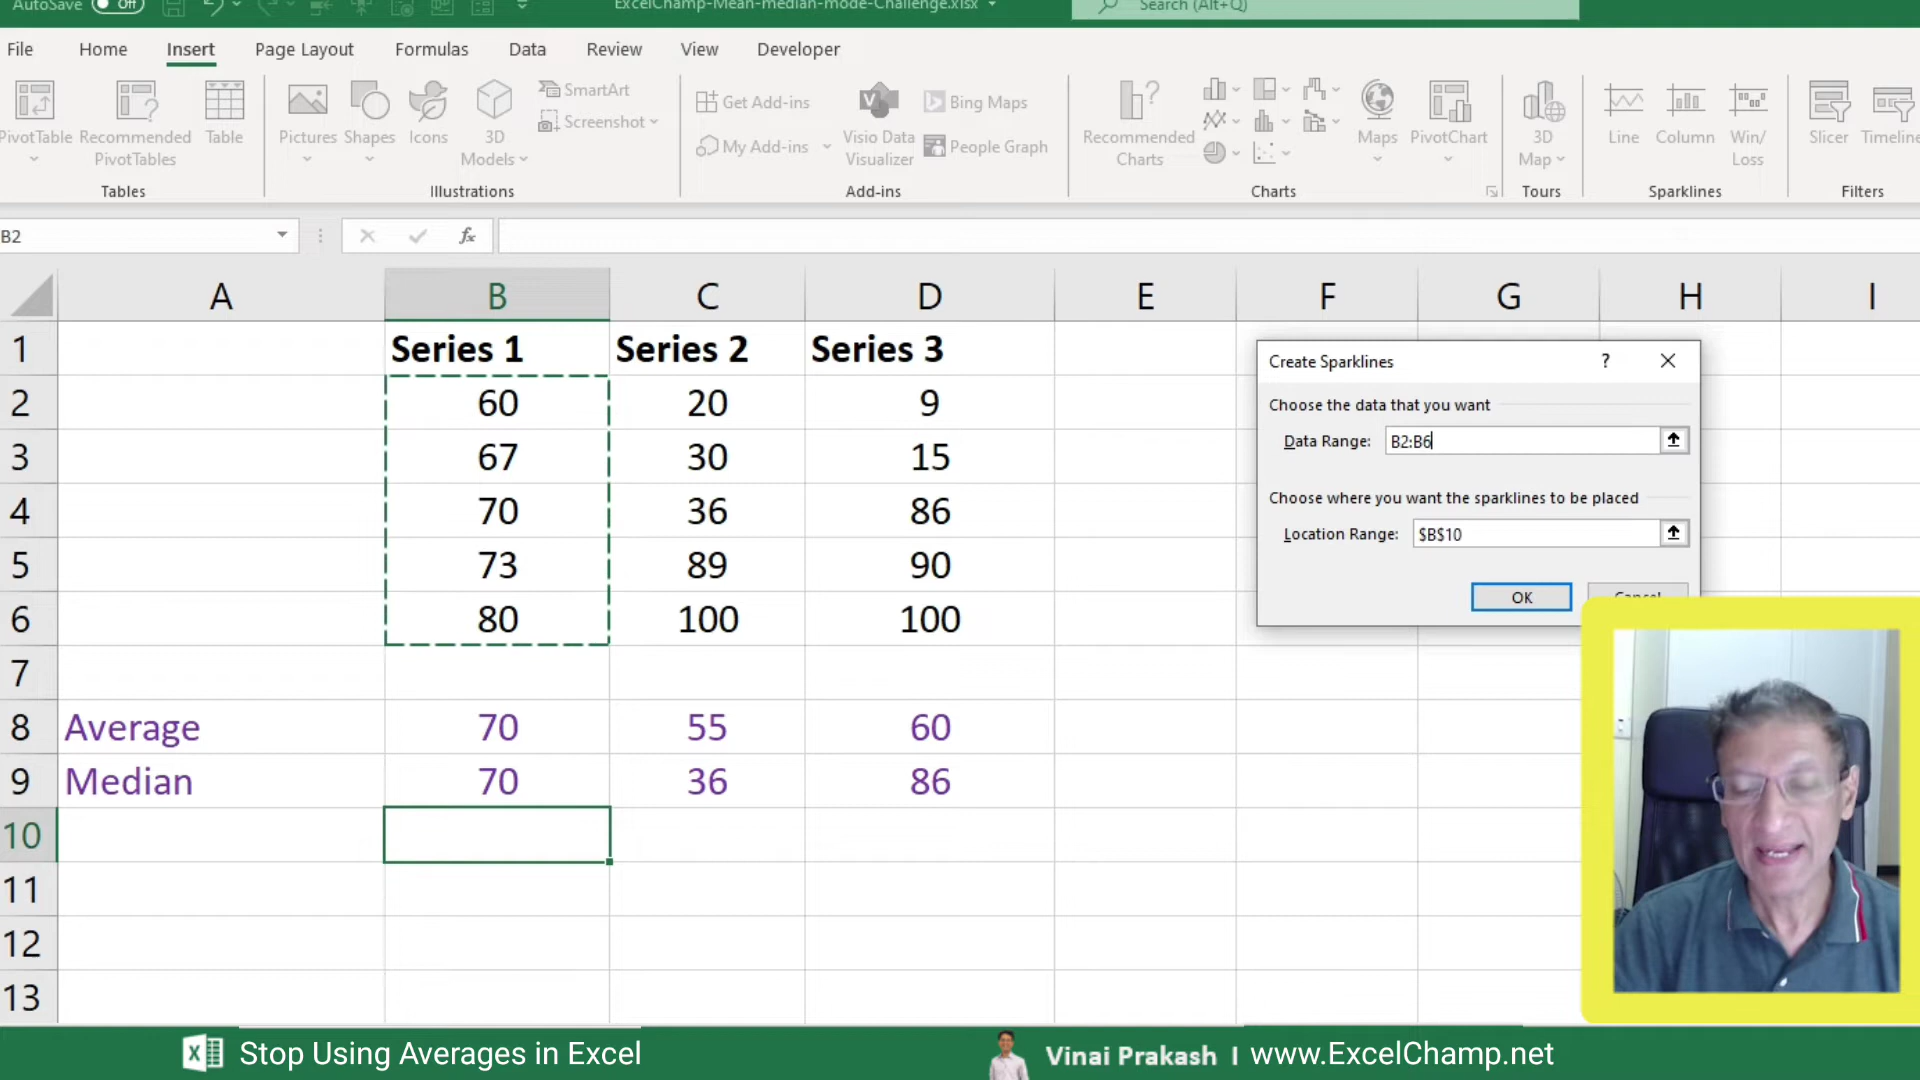 AutoSave Off ExcelChamp-Mean-median-mode-Challenge.xlsx Search (Alt+Q)
File Home Insert Page Layout Formulas Data Review View Developer
PivotTable
Recommended
PivotTables
Table
Tables
Pictures
Shapes
Icons
3D
Models
SmartArt
Screenshot
Illustrations
Get Add-ins
My Add-ins
Visio Data
Visualizer
Bing Maps
People Graph
Add-ins
Recommended
Charts
Maps
PivotChart
Charts
3D
Map
Tours
Line
Column
Win/
Loss
Sparklines
Slicer
Timeline
Filters
B2 fx
A B C D E F G H I
1 Series 1 Series 2 Series 3
2 60 20 9
3 67 30 15
4 70 36 86
5 73 89 90
6 80 100 100
7
8 Average 70 55 60
9 Median 70 36 86
10
11
12
13
Create Sparklines ?
Choose the data that you want
Data Range: B2:B6
Choose where you want the sparklines to be placed
Location Range: $B$10
OK Cancel
Stop Using Averages in Excel
Vinai Prakash I www.ExcelChamp.net